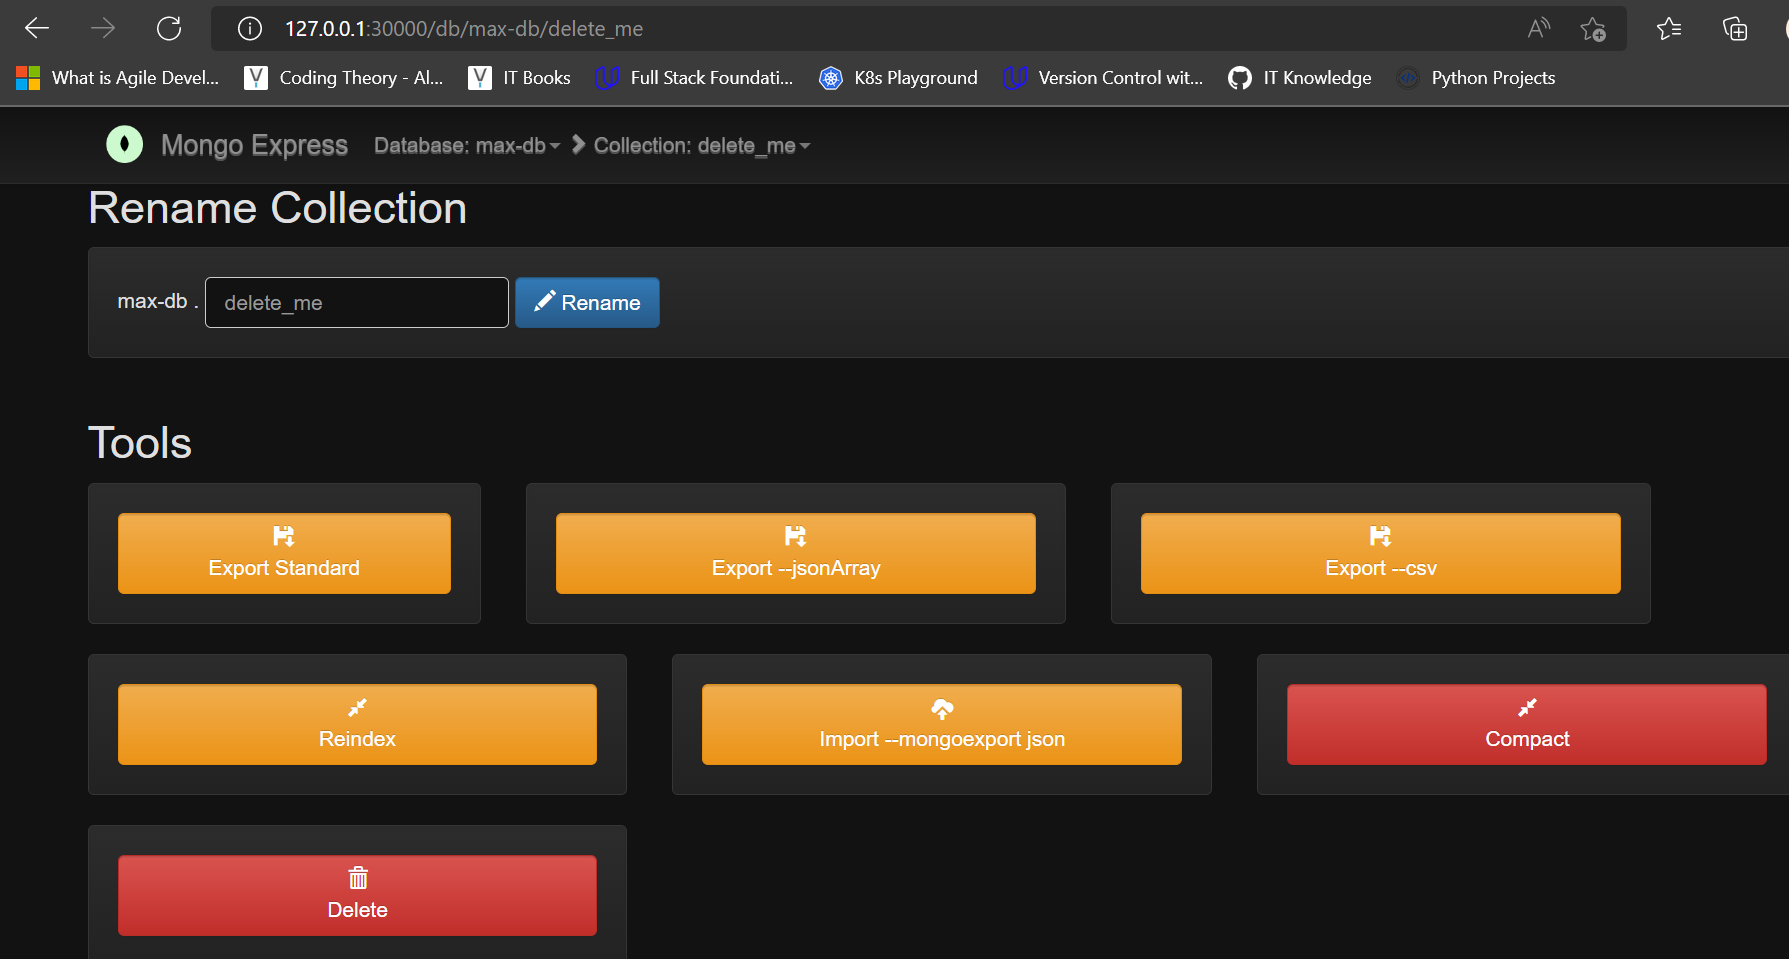 127.0.0.1:30000/db/max-db/delete_me
What is Agile Devel... Coding Theory - Al... IT Books Full Stack Foundati... K8s Playground Version Control wit... IT Knowledge Python Projects
Mongo Express Database: max-db Collection: delete_me
Rename Collection
max-db . delete_me Rename
Tools
Export Standard Export --jsonArray Export --csv
Reindex Import --mongoexport json Compact
Delete